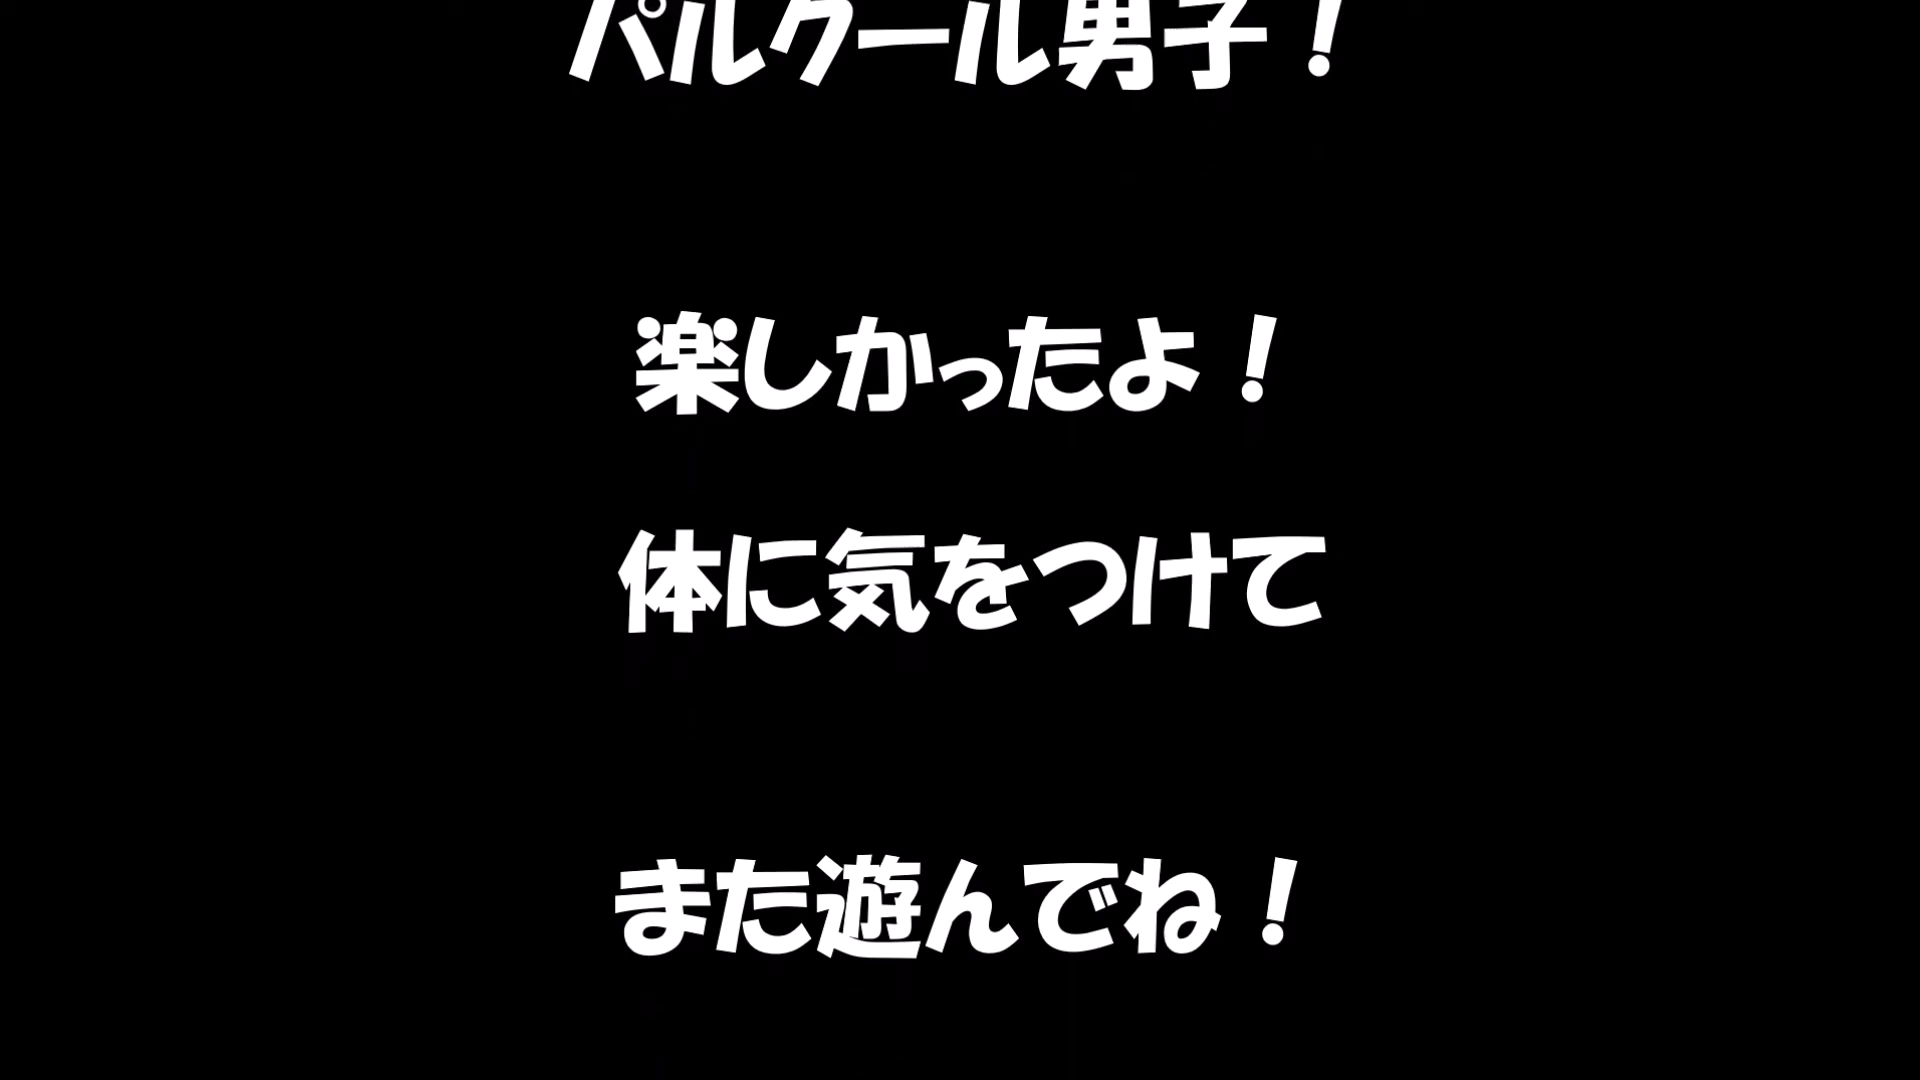 パルクール男子！
楽しかったよ！
体に気をつけて
また遊んでね！